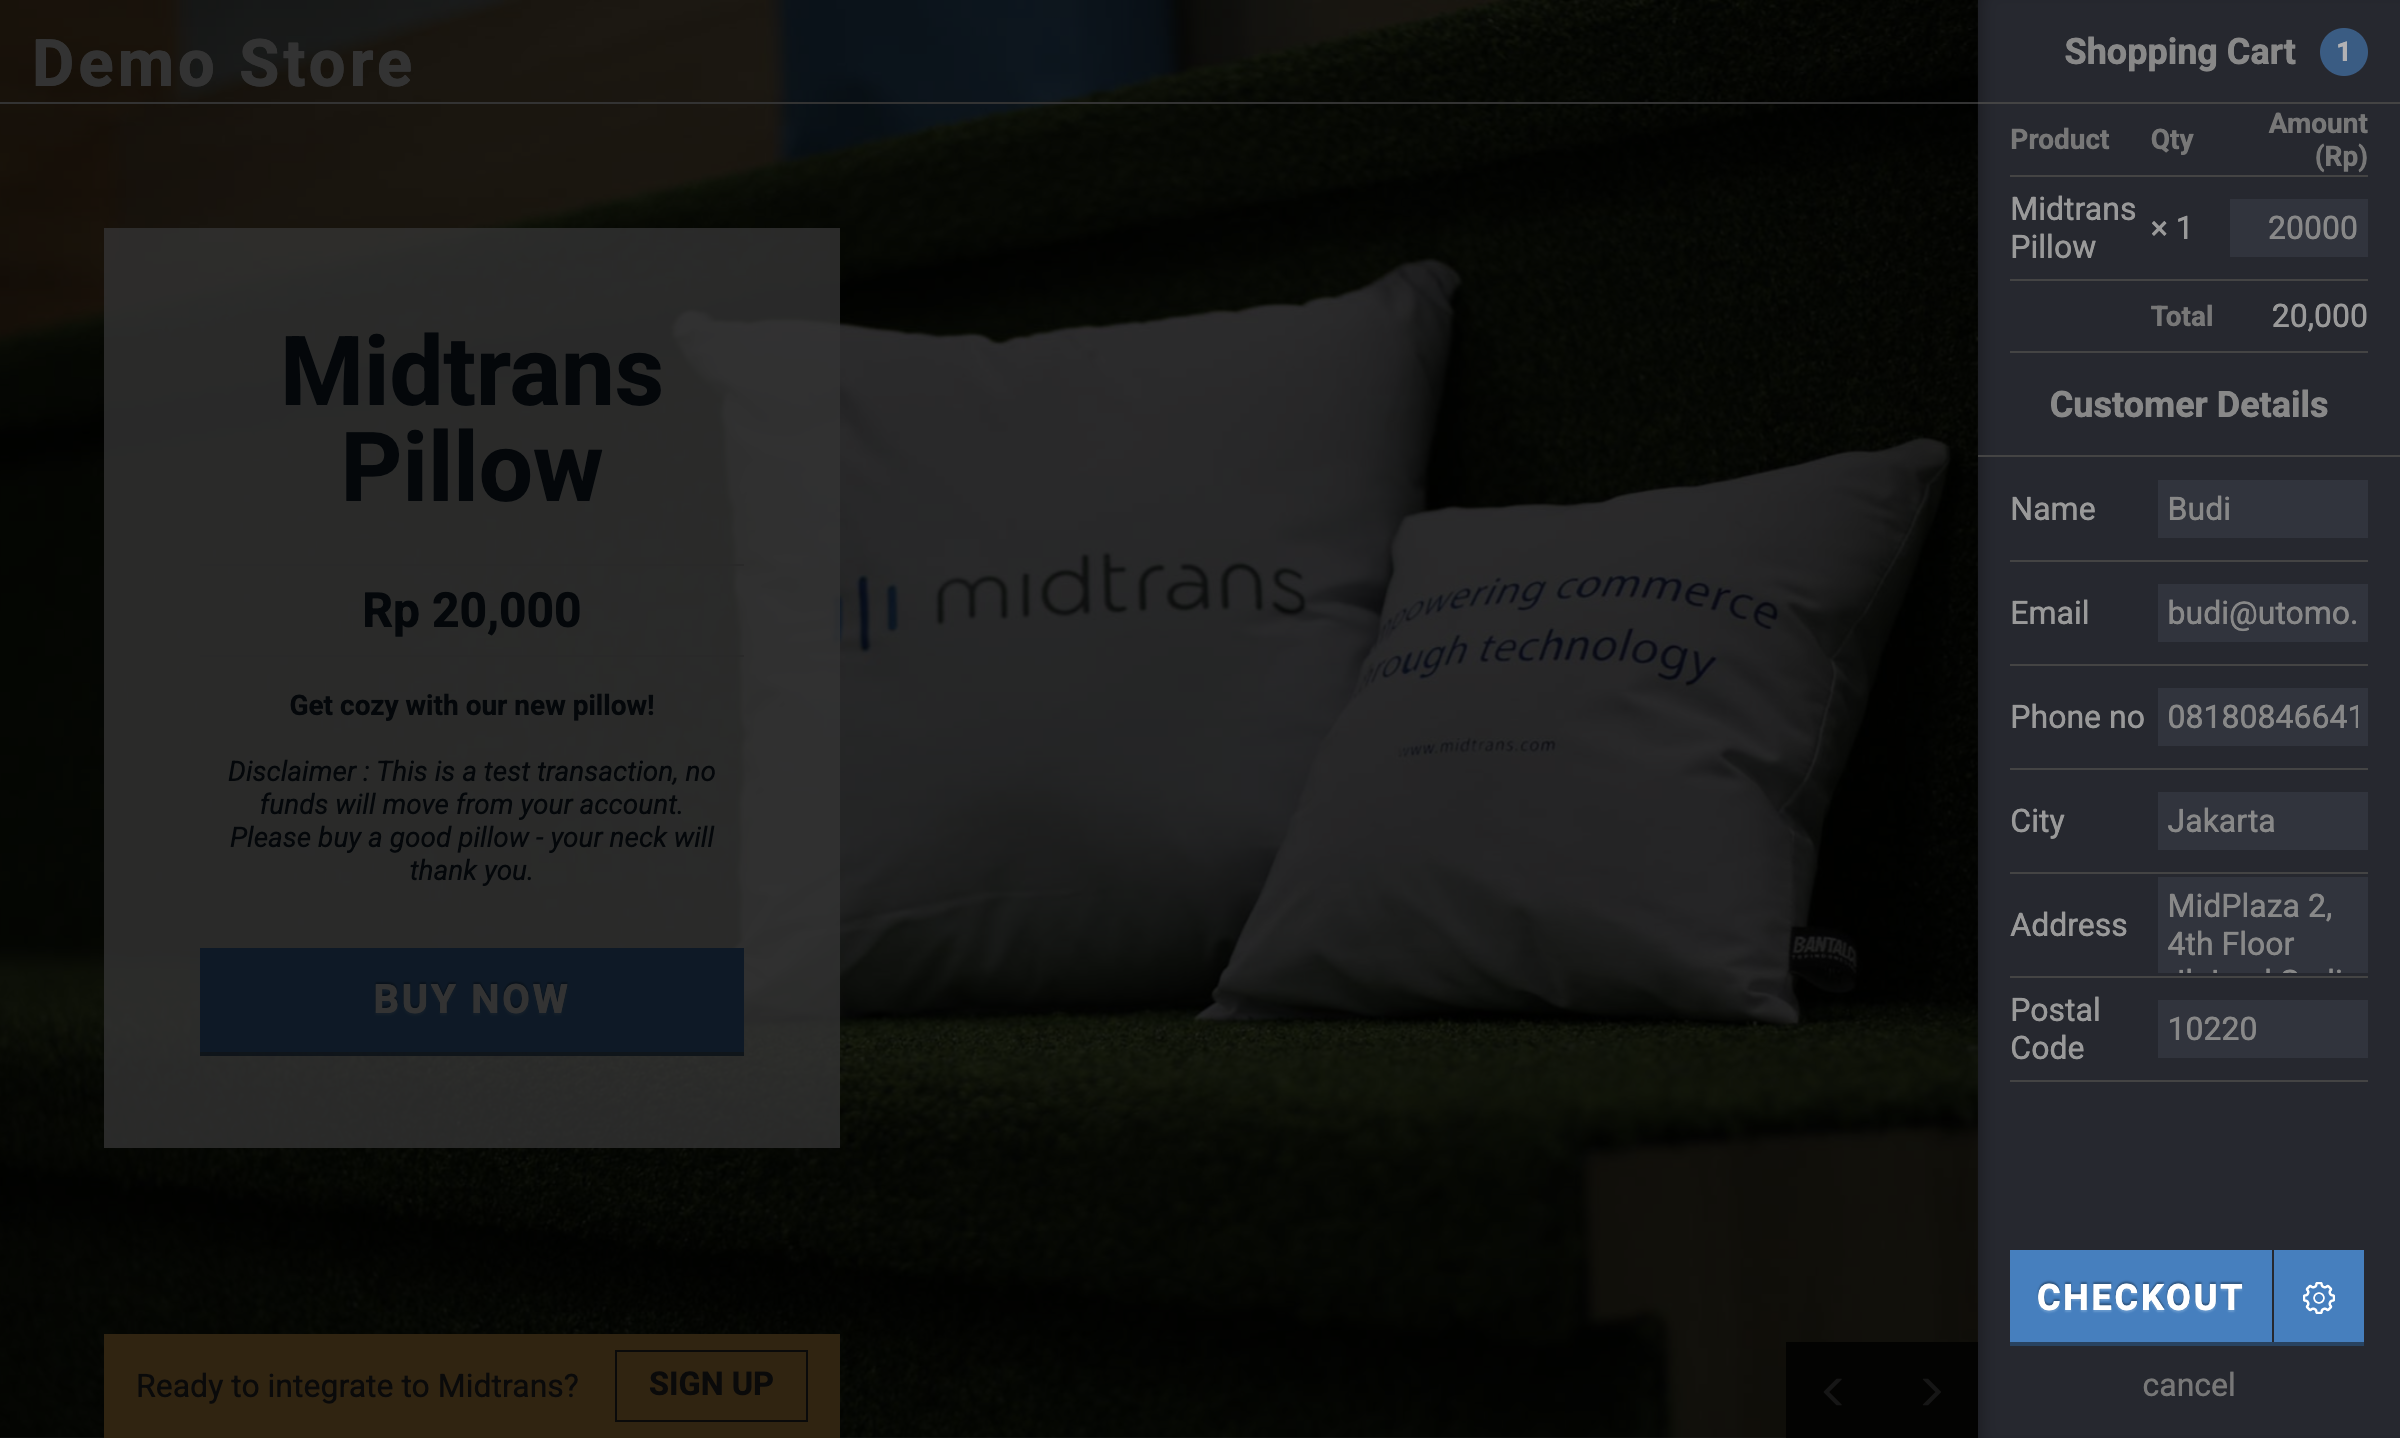 Demo Store
Midtrans
Pillow
Rp 20,000
Get cozy with our new pillow!
Disclaimer : This is a test transaction, no
funds will move from your account.
Please buy a good pillow - your neck will
thank you.
BUY NOW
midtrans
powering commerce
rough technology
www.midtrans.com
Ready to integrate to Midtrans?
SIGN UP
Shopping Cart 1
Product Qty Amount
(Rp)
Midtrans
Pillow × 1 20000
Total 20,000
Customer Details
Name Budi
Email budi@utomo.
Phone no 08180846641
City Jakarta
Address MidPlaza 2,
4th Floor
Postal
Code 10220
CHECKOUT
cancel